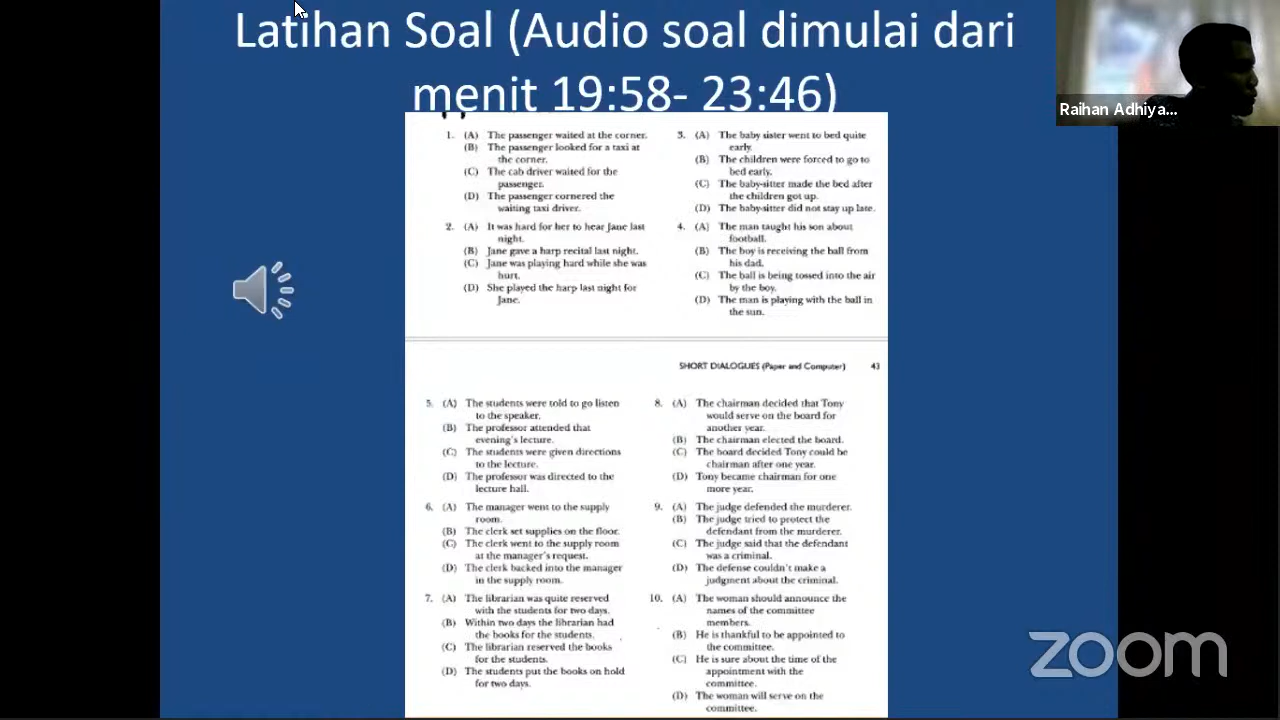 Latihan Soal (Audio soal dimulai dari
menit 19:58- 23:46)
Raihan Adhiya...
1. (A) The passenger waited at the corner.
(B) The passenger looked for a taxi at
the corner.
(C) The cab driver waited for the
passenger.
(D) The passenger cornered the
waiting taxi driver.
2. (A) It was hard for her to hear Jane last
night.
(B) Jane gave a harp recital last night.
(C) Jane was playing hard while she was
hurt.
(D) She played the harp last night for
Jane.
3. (A) The baby sister went to bed quite
early.
(B) The children were forced to go to
bed early.
(C) The baby-sitter made the bed after
the children got up.
(D) The baby-sitter did not stay up late.
4. (A) The man taught his son about
football.
(B) The boy is receiving the ball from
his dad.
(C) The ball is being tossed into the air
by the boy.
(D) The man is playing with the ball in
the sun.
SHORT DIALOGUES (Paper and Computer) 43
5. (A) The students were told to go listen
to the speaker.
(B) The professor attended that
evening's lecture.
(C) The students were given directions
to the lecture.
(D) The professor was directed to the
lecture hall.
6. (A) The manager went to the supply
room.
(B) The clerk set supplies on the floor.
(C) The clerk went to the supply room
at the manager's request.
(D) The clerk backed into the manager
in the supply room.
7. (A) The librarian was quite reserved
with the students for two days.
(B) Within two days the librarian had
the books for the students.
(C) The librarian reserved the books
for the students.
(D) The students put the books on hold
for two days.
8. (A) The chairman decided that Tony
would serve on the board for
another year.
(B) The chairman elected the board.
(C) The board decided Tony could be
chairman after one year.
(D) Tony became chairman for one
more year.
9. (A) The judge defended the murderer.
(B) The judge tried to protect the
defendant from the murderer.
(C) The judge said that the defendant
was a criminal.
(D) The defense couldn't make a
judgment about the criminal.
10. (A) The woman should announce the
names of the committee
members.
(B) He is thankful to be appointed to
the committee.
(C) He is sure about the time of the
appointment with the
committee.
(D) The woman will serve on the
committee.
zoom